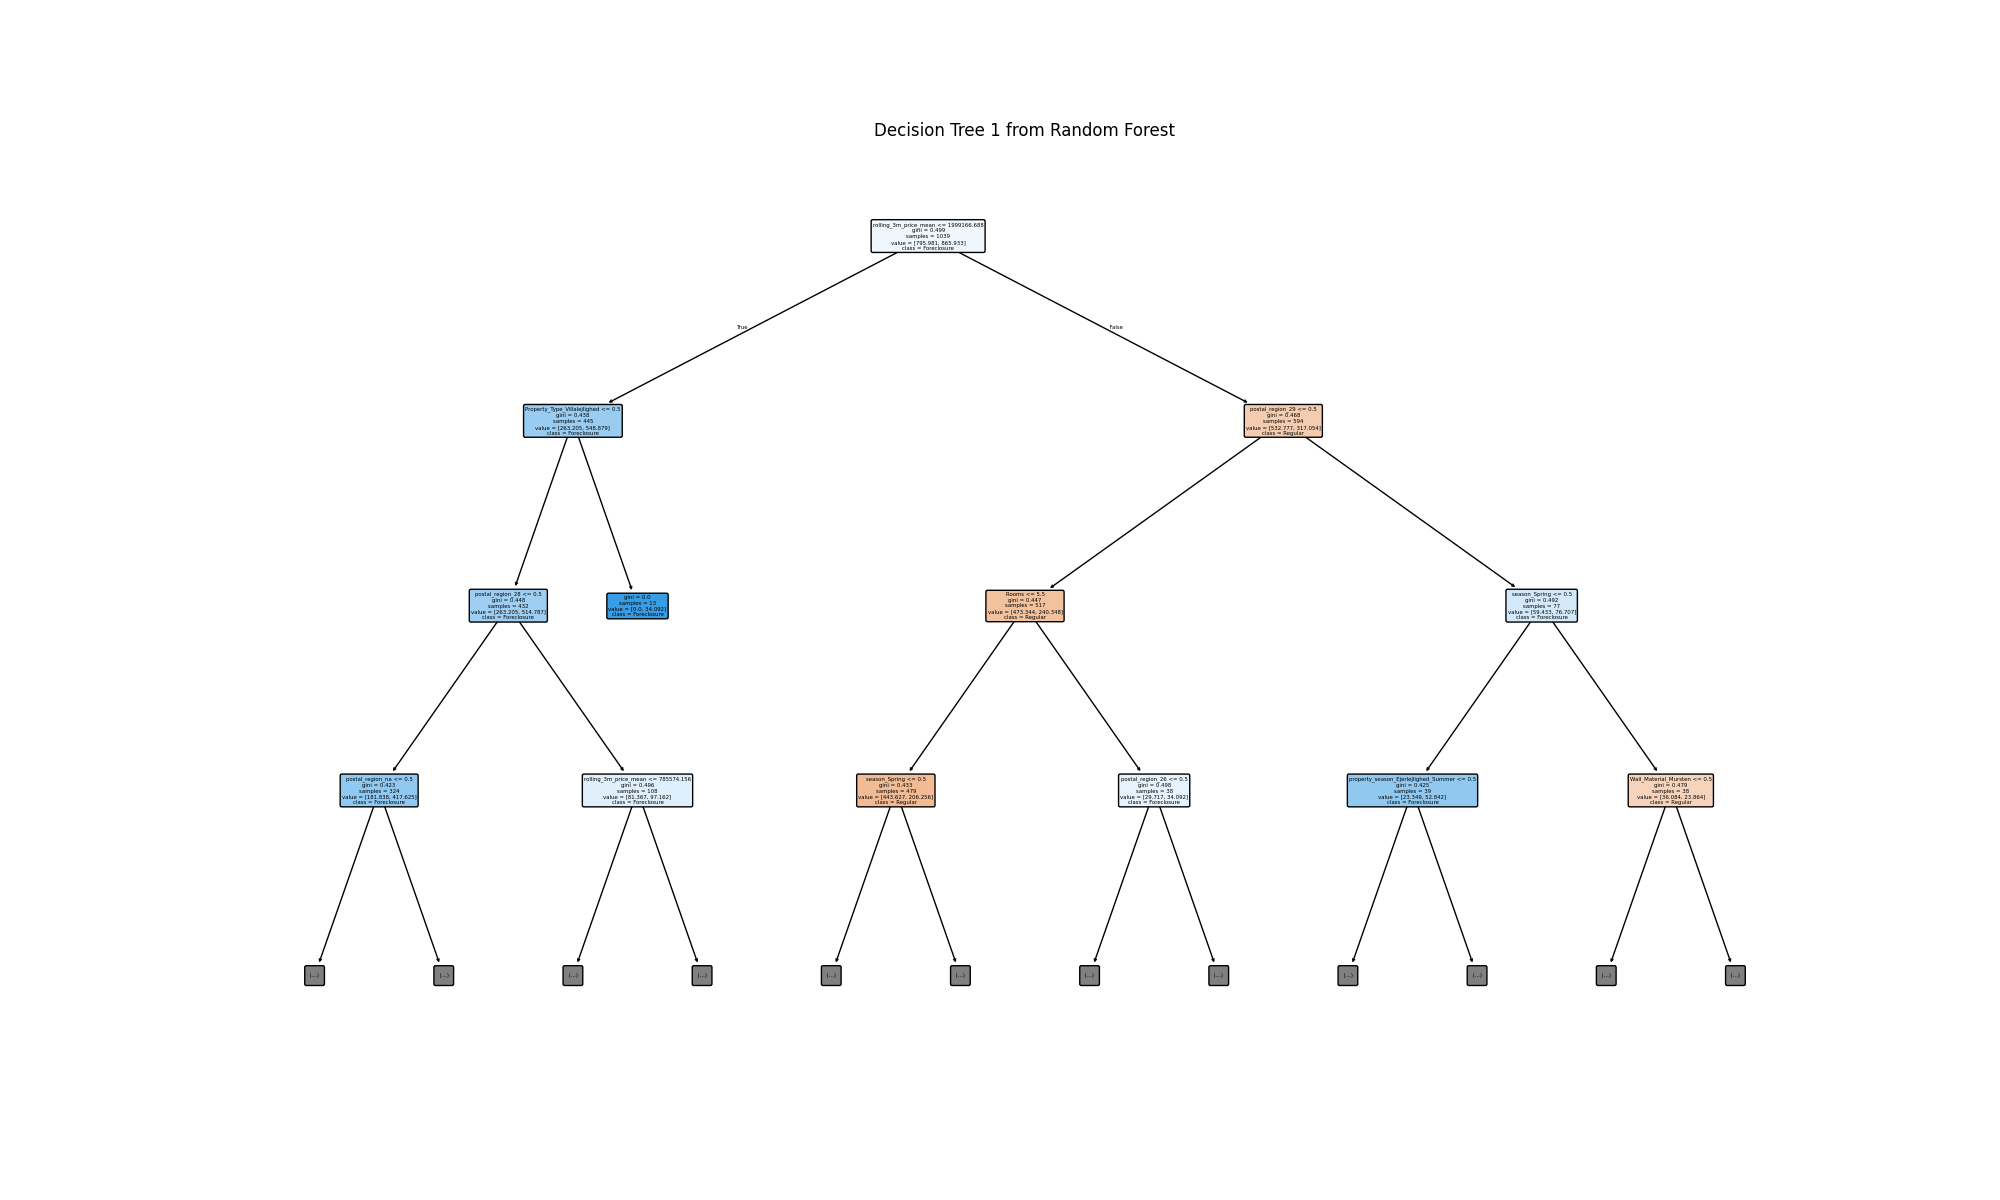 Decision Tree 1 from Random Forest
rolling_3m_price_mean <= 1999166.688
gini = 0.499
samples = 1039
value = [795.981, 865.933]
class = Foreclosure
True
False
Property_Type_Villalejlighed <= 0.5
gini = 0.438
samples = 445
value = [263.205, 548.879]
class = Foreclosure
postal_region_29 <= 0.5
gini = 0.468
samples = 594
value = [532.777, 317.054]
class = Regular
postal_region_28 <= 0.5
gini = 0.448
samples = 432
value = [263.205, 514.787]
class = Foreclosure
gini = 0.0
samples = 13
value = [0.0, 34.092]
class = Foreclosure
Rooms <= 5.5
gini = 0.447
samples = 517
value = [473.344, 240.348]
class = Regular
season_Spring <= 0.5
gini = 0.492
samples = 77
value = [59.433, 76.707]
class = Foreclosure
postal_region_na <= 0.5
gini = 0.423
samples = 324
value = [181.838, 417.625]
class = Foreclosure
rolling_3m_price_mean <= 785574.156
gini = 0.496
samples = 108
value = [81.367, 97.162]
class = Foreclosure
season_Spring <= 0.5
gini = 0.433
samples = 479
value = [443.627, 206.256]
class = Regular
postal_region_26 <= 0.5
gini = 0.498
samples = 38
value = [29.717, 34.092]
class = Foreclosure
property_season_Ejerlejlighed_Summer <= 0.5
gini = 0.425
samples = 39
value = [23.349, 52.842]
class = Foreclosure
Wall_Material_Mursten <= 0.5
gini = 0.479
samples = 38
value = [36.084, 23.864]
class = Regular
(...)
(...)
(...)
(...)
(...)
(...)
(...)
(...)
(...)
(...)
(...)
(...)